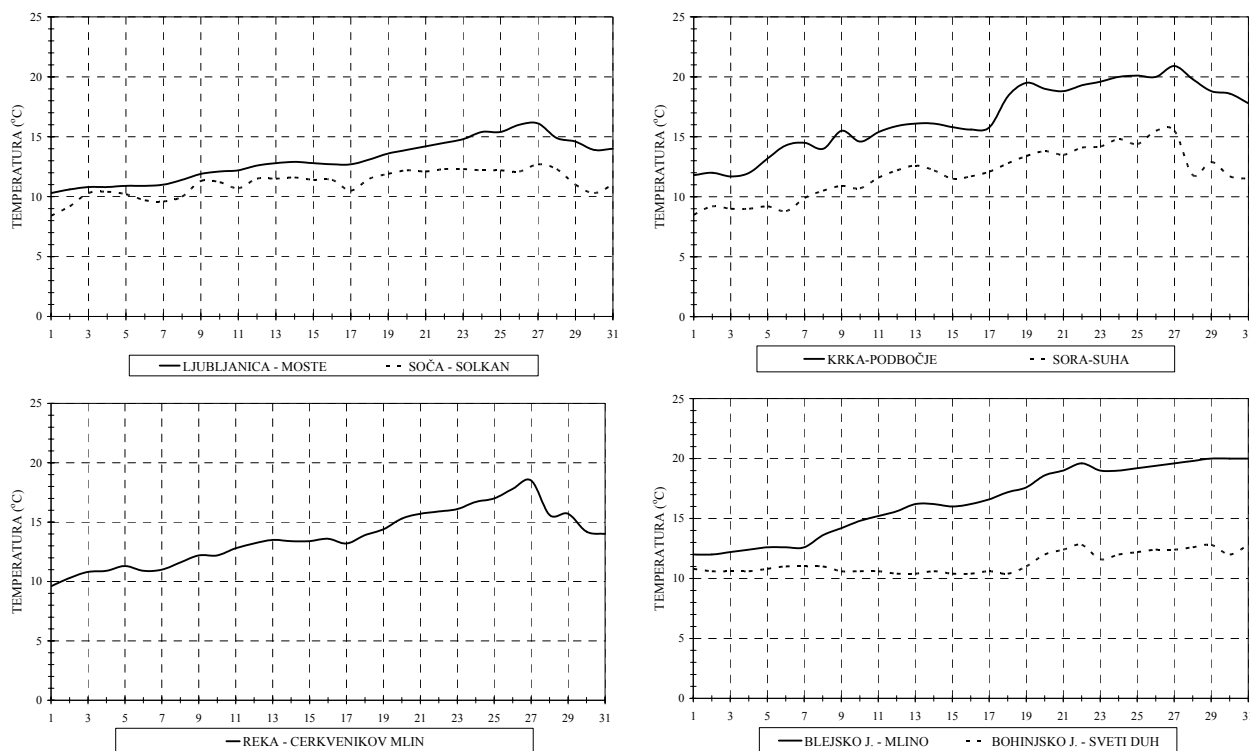 TEMPERATURA (°C)
25
20
15
10
5
0
1 3 5 7 9 11 13 15 17 19 21 23 25 27 29 31
LJUBLJANICA - MOSTE SOČA - SOLKAN
TEMPERATURA (°C)
25
20
15
10
5
0
1 3 5 7 9 11 13 15 17 19 21 23 25 27 29 31
KRKA-PODBOČJE SORA-SUHA
TEMPERATURA (°C)
25
20
15
10
5
0
1 3 5 7 9 11 13 15 17 19 21 23 25 27 29 31
REKA - CERKVENIKOV MLIN
TEMPERATURA (°C)
25
20
15
10
5
0
1 3 5 7 9 11 13 15 17 19 21 23 25 27 29 31
BLEJSKO J. - MLINO BOHINJSKO J. - SVETI DUH